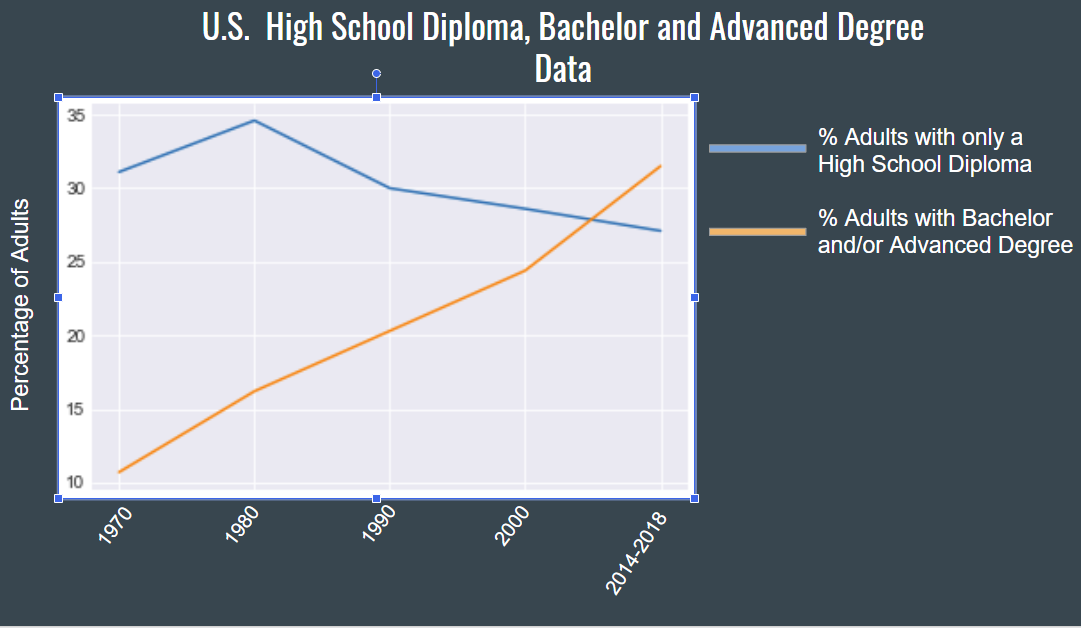 U.S.  High School Diploma, Bachelor and Advanced Degree
Data
% Adults with only a
High School Diploma
% Adults with Bachelor
and/or Advanced Degree
Percentage of Adults
35
30
25
20
15
10
1970
1980
1990
2000
2014-2018